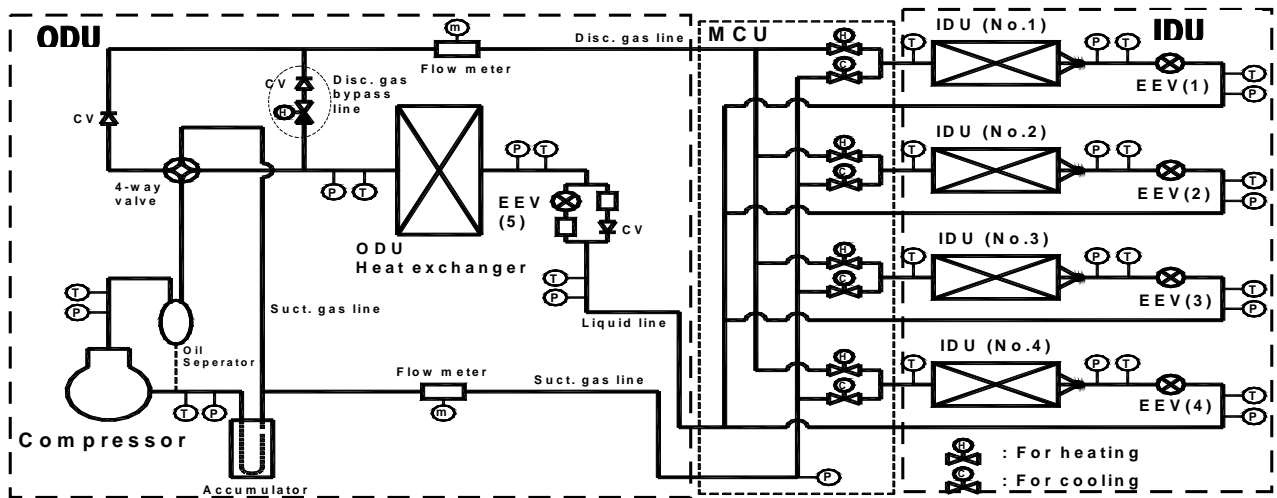 ODU
m
Disc. gas line
Flow meter
MCU
IDU (No.1)
IDU
H
T
P
T
C
EEV(1)
T
P
CV
Disc. gas
bypass
line
H
CV
4-way
valve
P
T
P
T
EEV
(5)
CV
ODU
Heat exchanger
IDU (No.2)
H
T
P
T
C
EEV(2)
T
P
IDU (No.3)
H
T
P
T
C
EEV(3)
T
P
T
P
T
P
Suct. gas line
Liquid line
Oil
Seperator
T
P
Flow meter
m
Suct. gas line
IDU (No.4)
H
T
P
T
C
EEV(4)
T
P
Compressor
Accumulator
P
H
: For heating
C
: For cooling